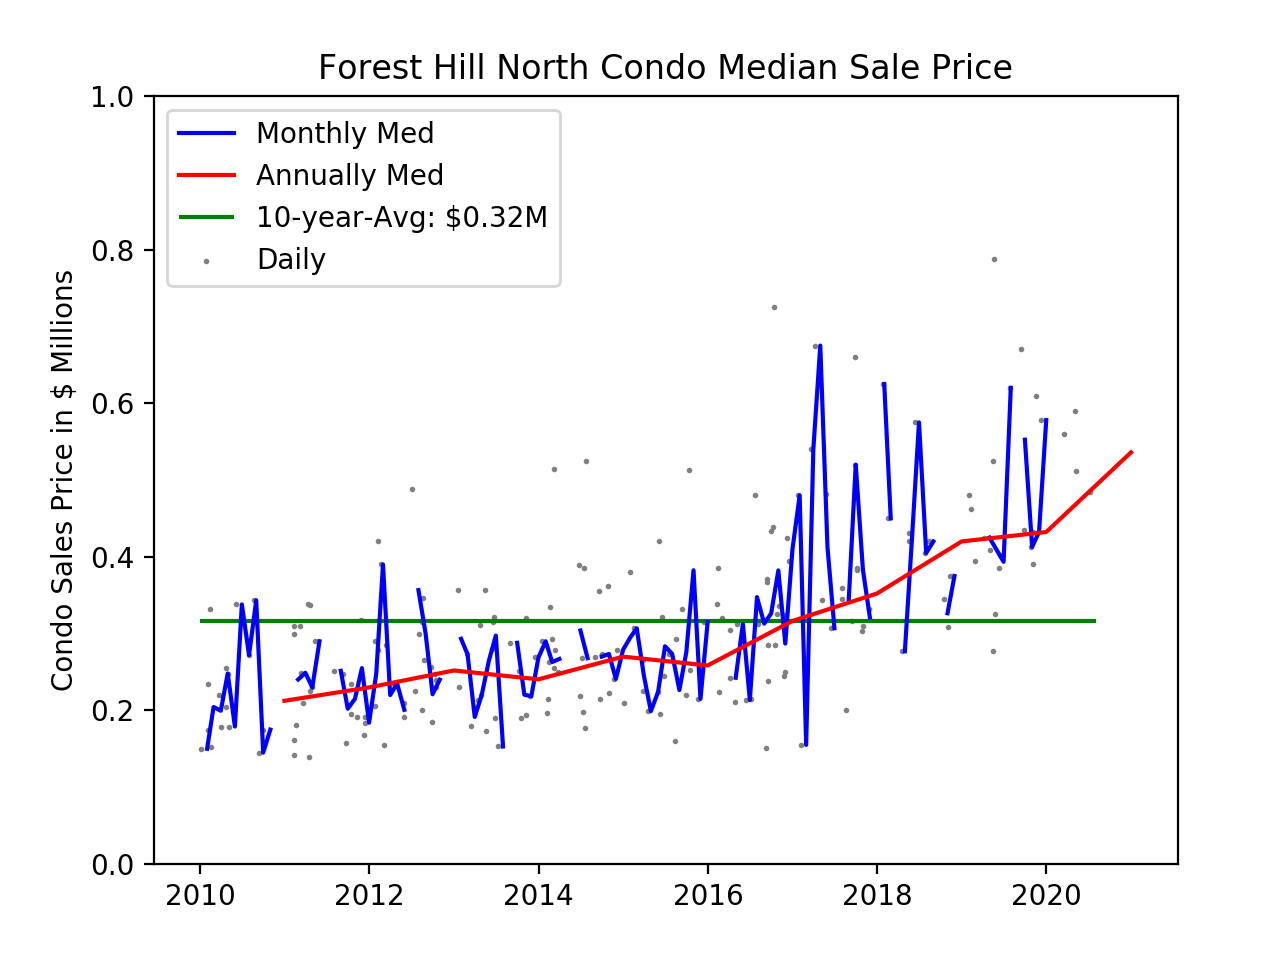 Forest Hill North Condo Median Sale Price
Condo Sales Price in $ Millions
1.0
0.8
0.6
0.4
0.2
0.0
Monthly Med
Annually Med
10-year-Avg: $0.32M
Daily
2010 2012 2014 2016 2018 2020